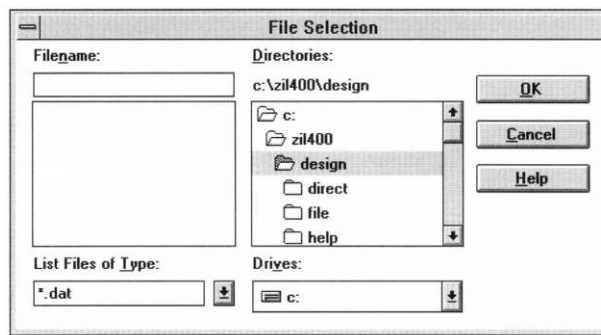 File Selection
Filename:
Directories:
c:\zil400\design
OK
c:
zil400
Cancel
design
direct
Help
file
help
List Files of Type:
Drives:
*.dat
c: